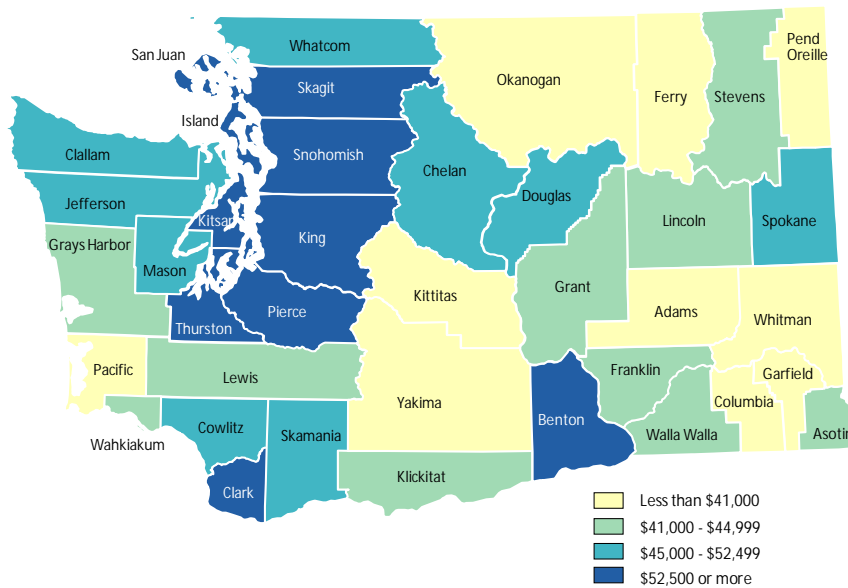 Whatcom
San Juan
Skagit
Okanogan
Ferry
Stevens
Pend
Oreille
Island
Snohomish
Clallam
Chelan
Douglas
Jefferson
Kitsap
King
Lincoln
Spokane
Grays Harbor
Mason
Kittitas
Grant
Adams
Whitman
Thurston
Pierce
Pacific
Lewis
Yakima
Franklin
Garfield
Columbia
Benton
Wahkiakum
Cowlitz
Skamania
Walla Walla
Asotin
Klickitat
Clark
Less than $41,000
$41,000 - $44,999
$45,000 - $52,499
$52,500 or more